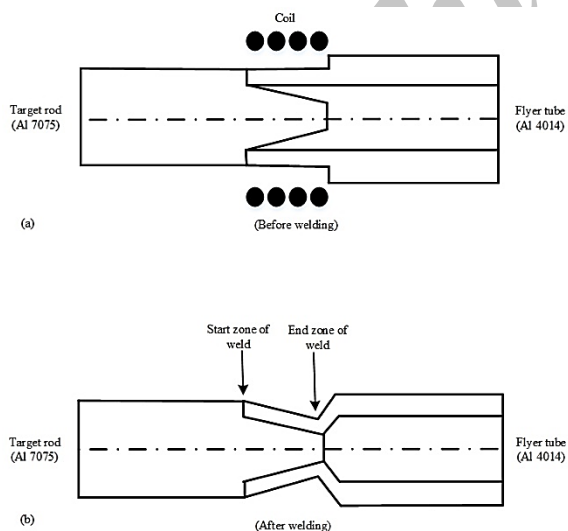 Coil
Target rod
(Al 7075)
Flyer tube
(Al 4014)
(a)
(Before welding)
Start zone of
weld
End zone of
weld
Target rod
(Al 7075)
Flyer tube
(Al 4014)
(b)
(After welding)